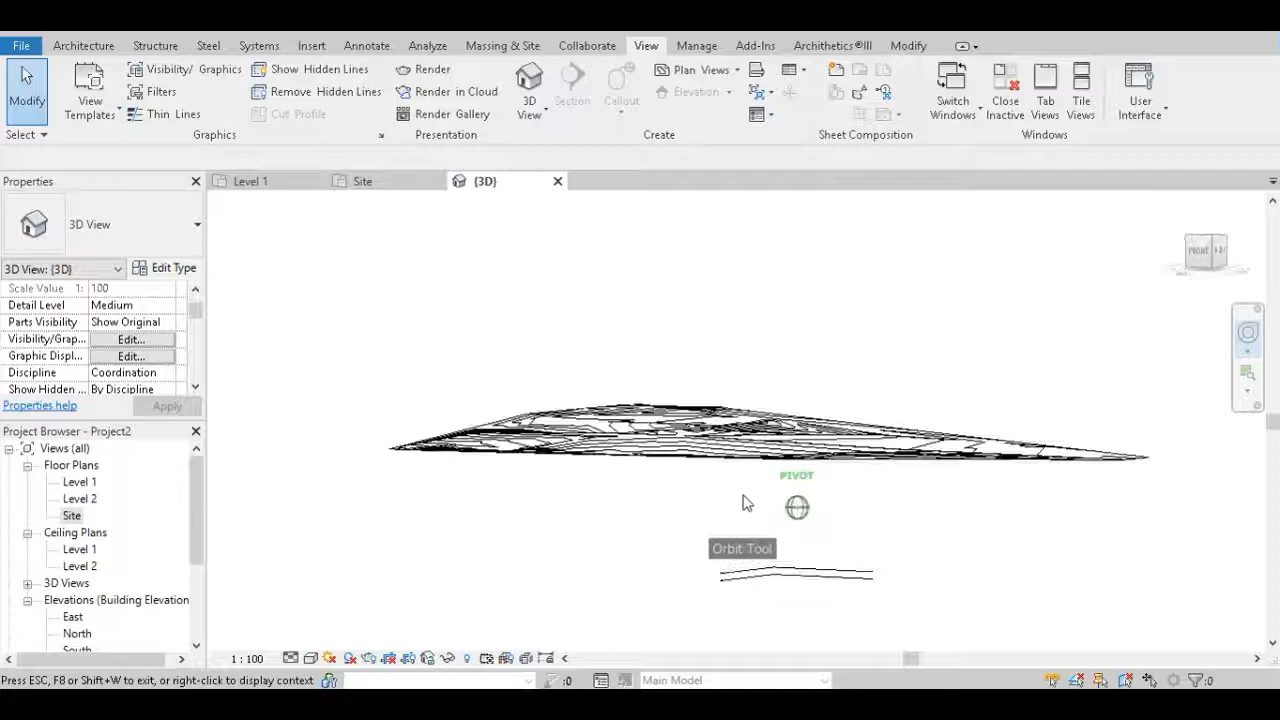 File Architecture Structure Steel Systems Insert Annotate Analyze Massing & Site Collaborate View Manage Add-Ins Archithetics®III Modify
Modify
Select
View Templates
Visibility/ Graphics
Filters
Thin Lines
Show Hidden Lines
Remove Hidden Lines
Cut Profile
Graphics
Render
Render in Cloud
Render Gallery
Presentation
3D View
Section
Callout
Plan Views
Elevation
Create
Sheet Composition
Switch Windows
Close Inactive
Tab Views
Tile Views
Windows
User Interface
Properties
Level 1
Site
{3D}
3D View
3D View: {3D}
Edit Type
Scale Value 1: 100
Detail Level Medium
Parts Visibility Show Original
Visibility/Grap... Edit...
Graphic Displ... Edit...
Discipline Coordination
Show Hidden ... By Discipline
Properties help
Apply
Project Browser - Project2
Views (all)
Floor Plans
Level 1
Level 2
Site
Ceiling Plans
Level 1
Level 2
3D Views
Elevations (Building Elevation
East
North
FRONT
PIVOT
Orbit Tool
1 : 100
Press ESC, F8 or Shift+W to exit, or right-click to display context
:0
Main Model
:0